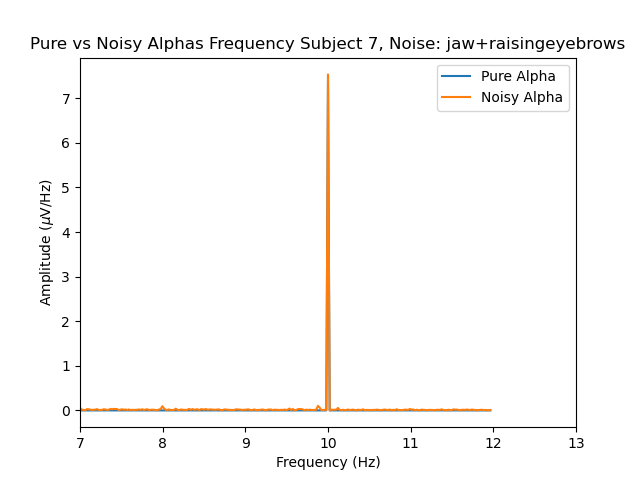 Pure vs Noisy Alphas Frequency Subject 7, Noise: jaw+raisingeyebrows
Pure Alpha
Noisy Alpha
Amplitude (μV/Hz)
7
6
5
4
3
2
1
0
7 8 9 10 11 12 13
Frequency (Hz)